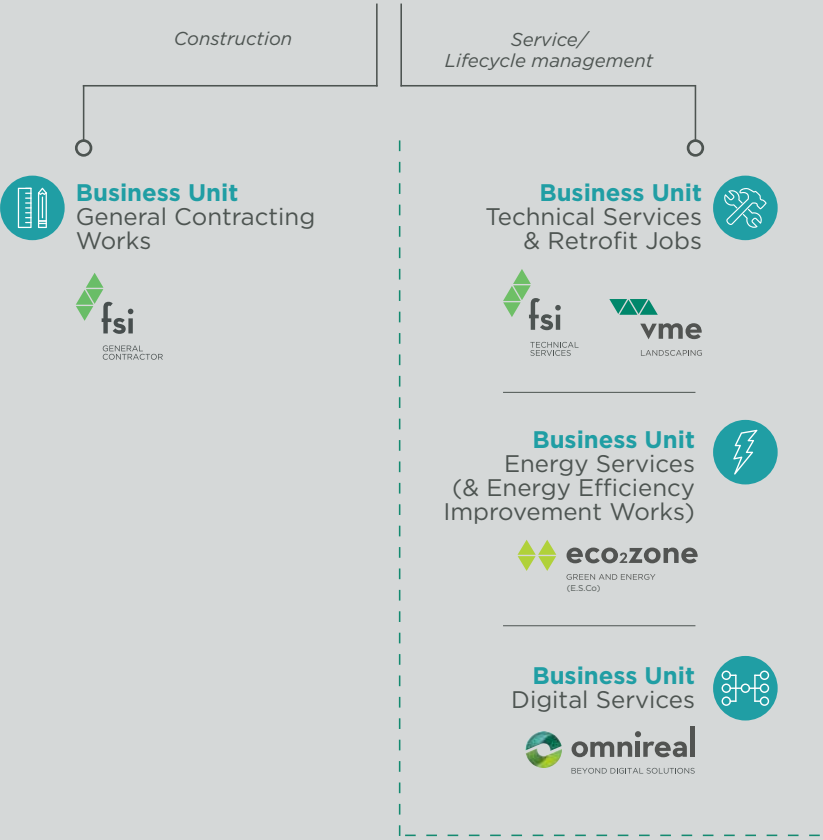 Construction
Service/
Lifecycle management
Business Unit
General Contracting
Works
fsi
GENERAL
CONTRACTOR
Business Unit
Technical Services
& Retrofit Jobs
fsi
TECHNICAL
SERVICES
vme
LANDSCAPING
Business Unit
Energy Services
(& Energy Efficiency
Improvement Works)
eco₂zone
GREEN AND ENERGY
(E.S.Co)
Business Unit
Digital Services
omnireal
BEYOND DIGITAL SOLUTIONS